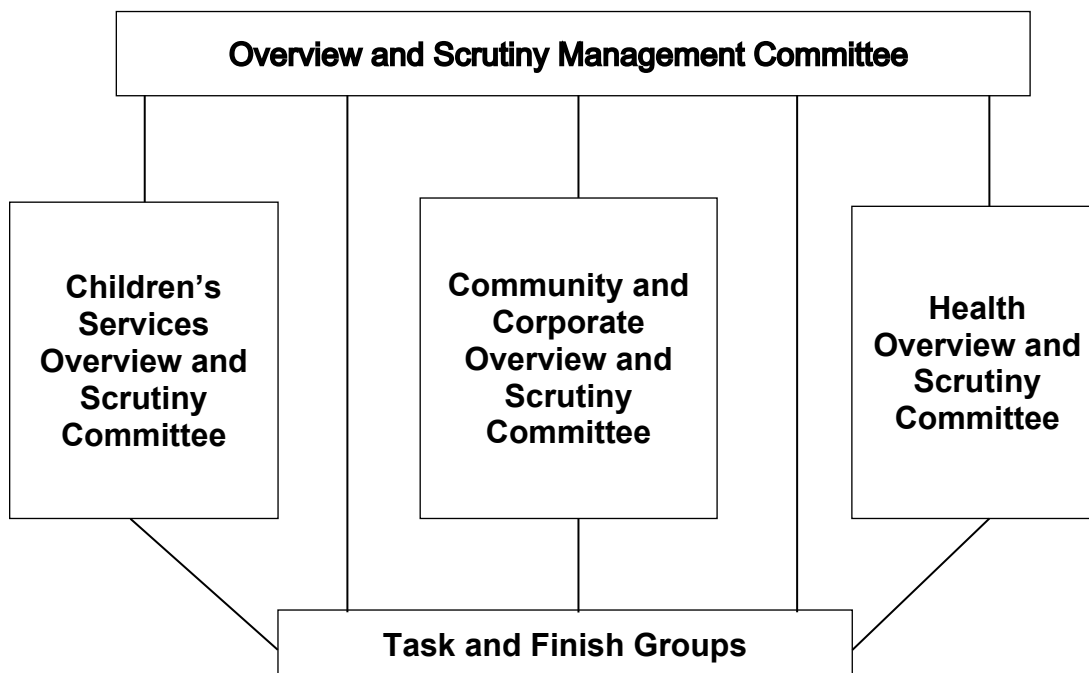 Overview and Scrutiny Management Committee
Children’s
Services
Overview and
Scrutiny
Committee
Community and
Corporate
Overview and
Scrutiny
Committee
Health
Overview and
Scrutiny
Committee
Task and Finish Groups